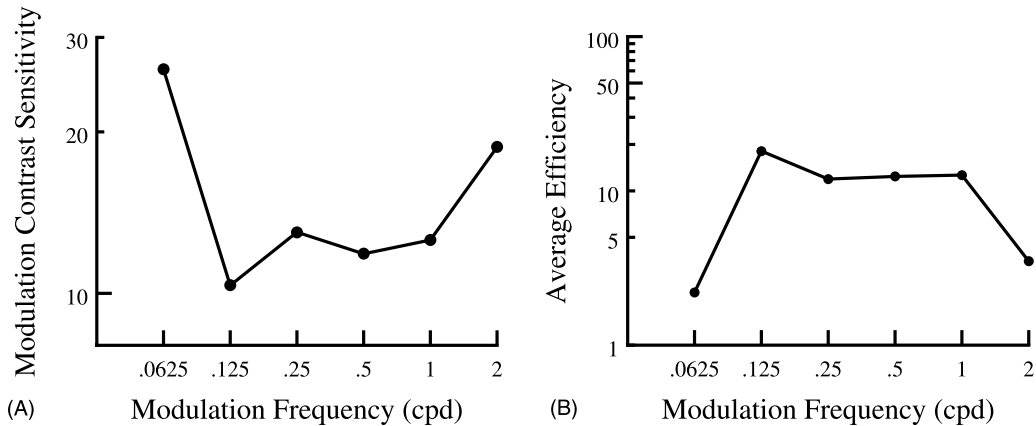 Modulation Contrast Sensitivity
30
20
10
.0625 .125 .25 .5 1 2
Modulation Frequency (cpd)
(A)
Average Efficiency
100
50
10
5
1
.0625 .125 .25 .5 1 2
Modulation Frequency (cpd)
(B)